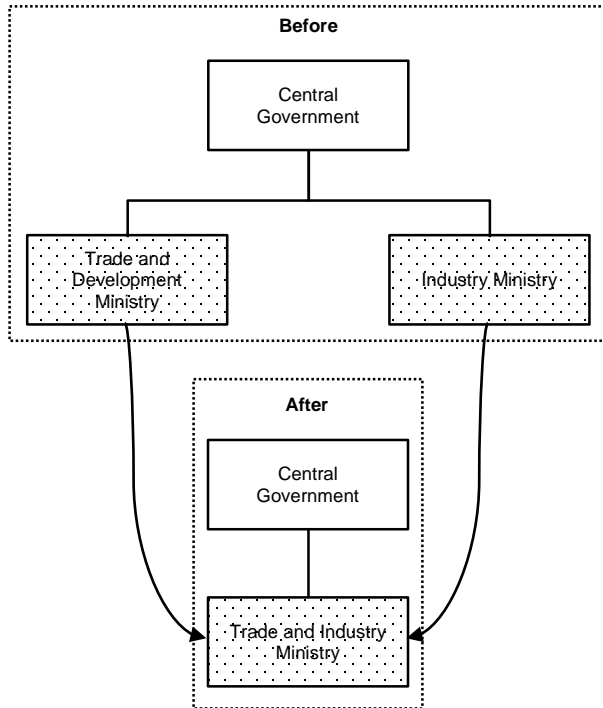 Before
Central
Government
Trade and
Development
Ministry
Industry Ministry
After
Central
Government
Trade and Industry
Ministry